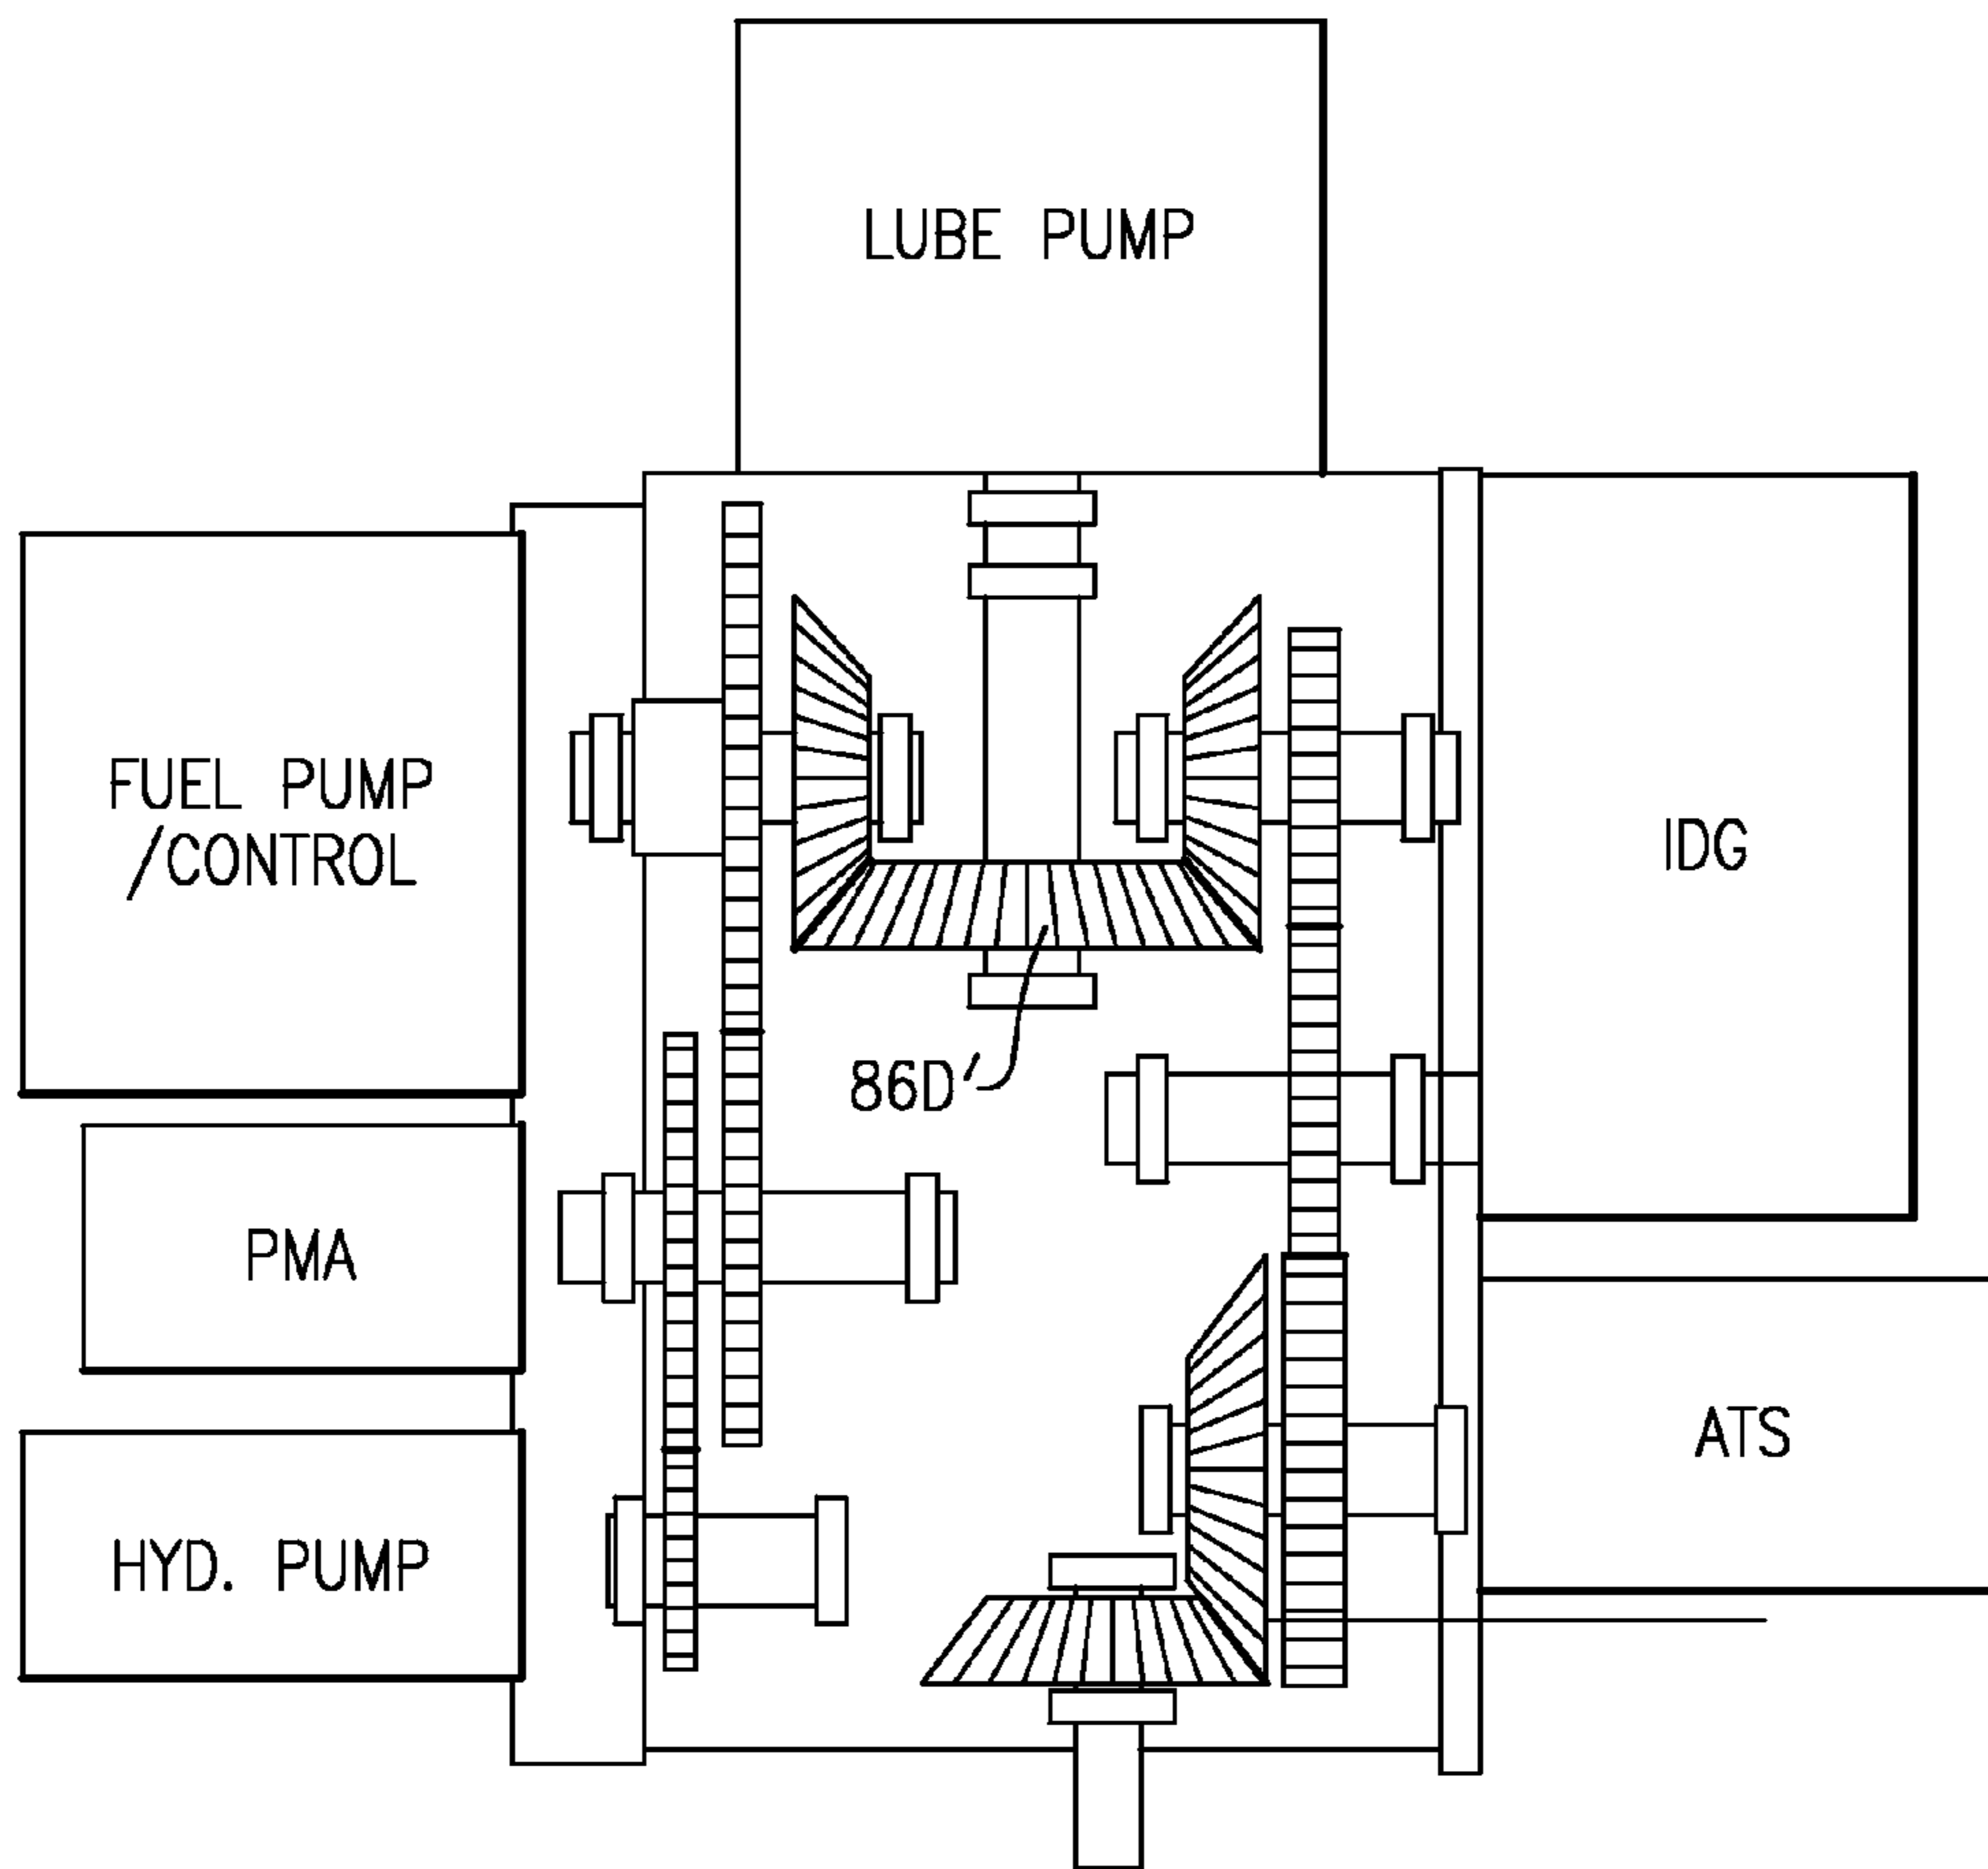 LUBE PUMP
FUEL PUMP
/CONTROL
IDG
86D'
PMA
ATS
HYD. PUMP